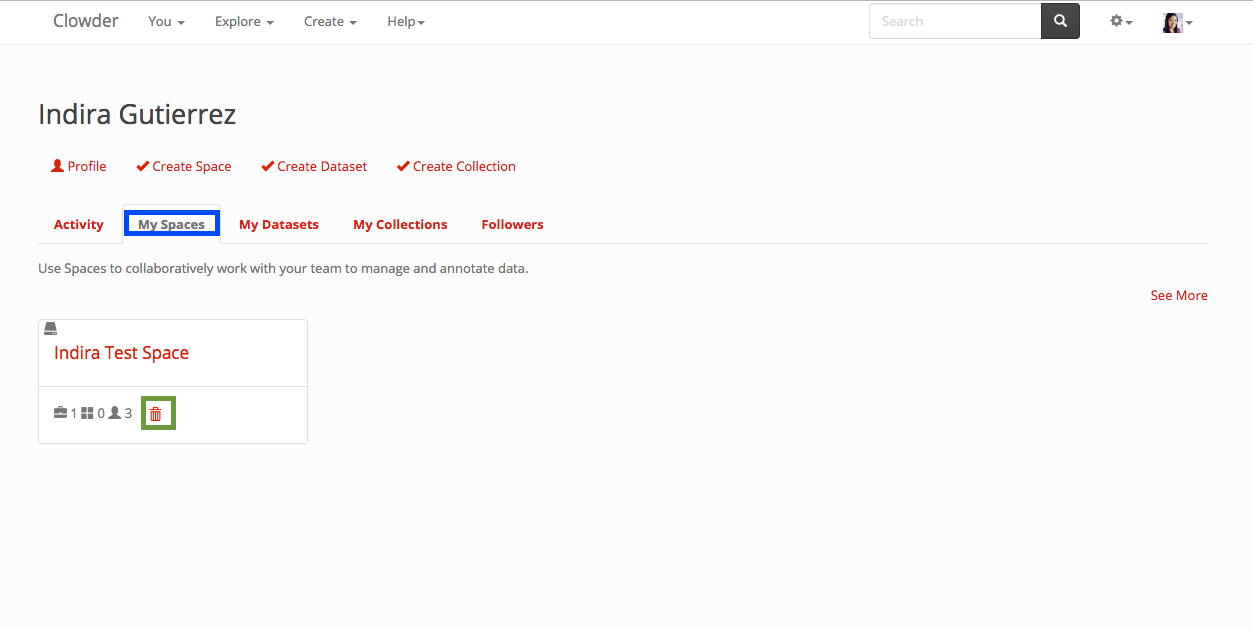 Clowder You Explore Create Help Search
Indira Gutierrez
Profile Create Space Create Dataset Create Collection
Activity My Spaces My Datasets My Collections Followers
Use Spaces to collaboratively work with your team to manage and annotate data.
See More
Indira Test Space
1 0 3